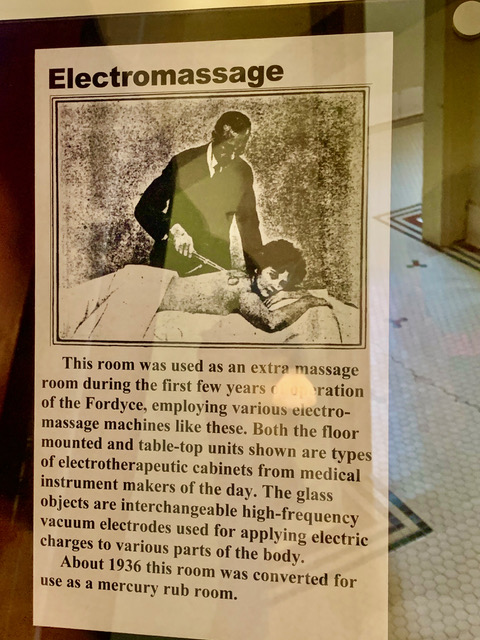 Electromassage
This room was used as an extra massage
room during the first few years of operation
of the Fordyce, employing various electro-
massage machines like these. Both the floor
mounted and table-top units shown are types
of electrotherapeutic cabinets from medical
instrument makers of the day. The glass
objects are interchangeable high-frequency
vacuum electrodes used for applying electric
charges to various parts of the body.
About 1936 this room was converted for
use as a mercury rub room.